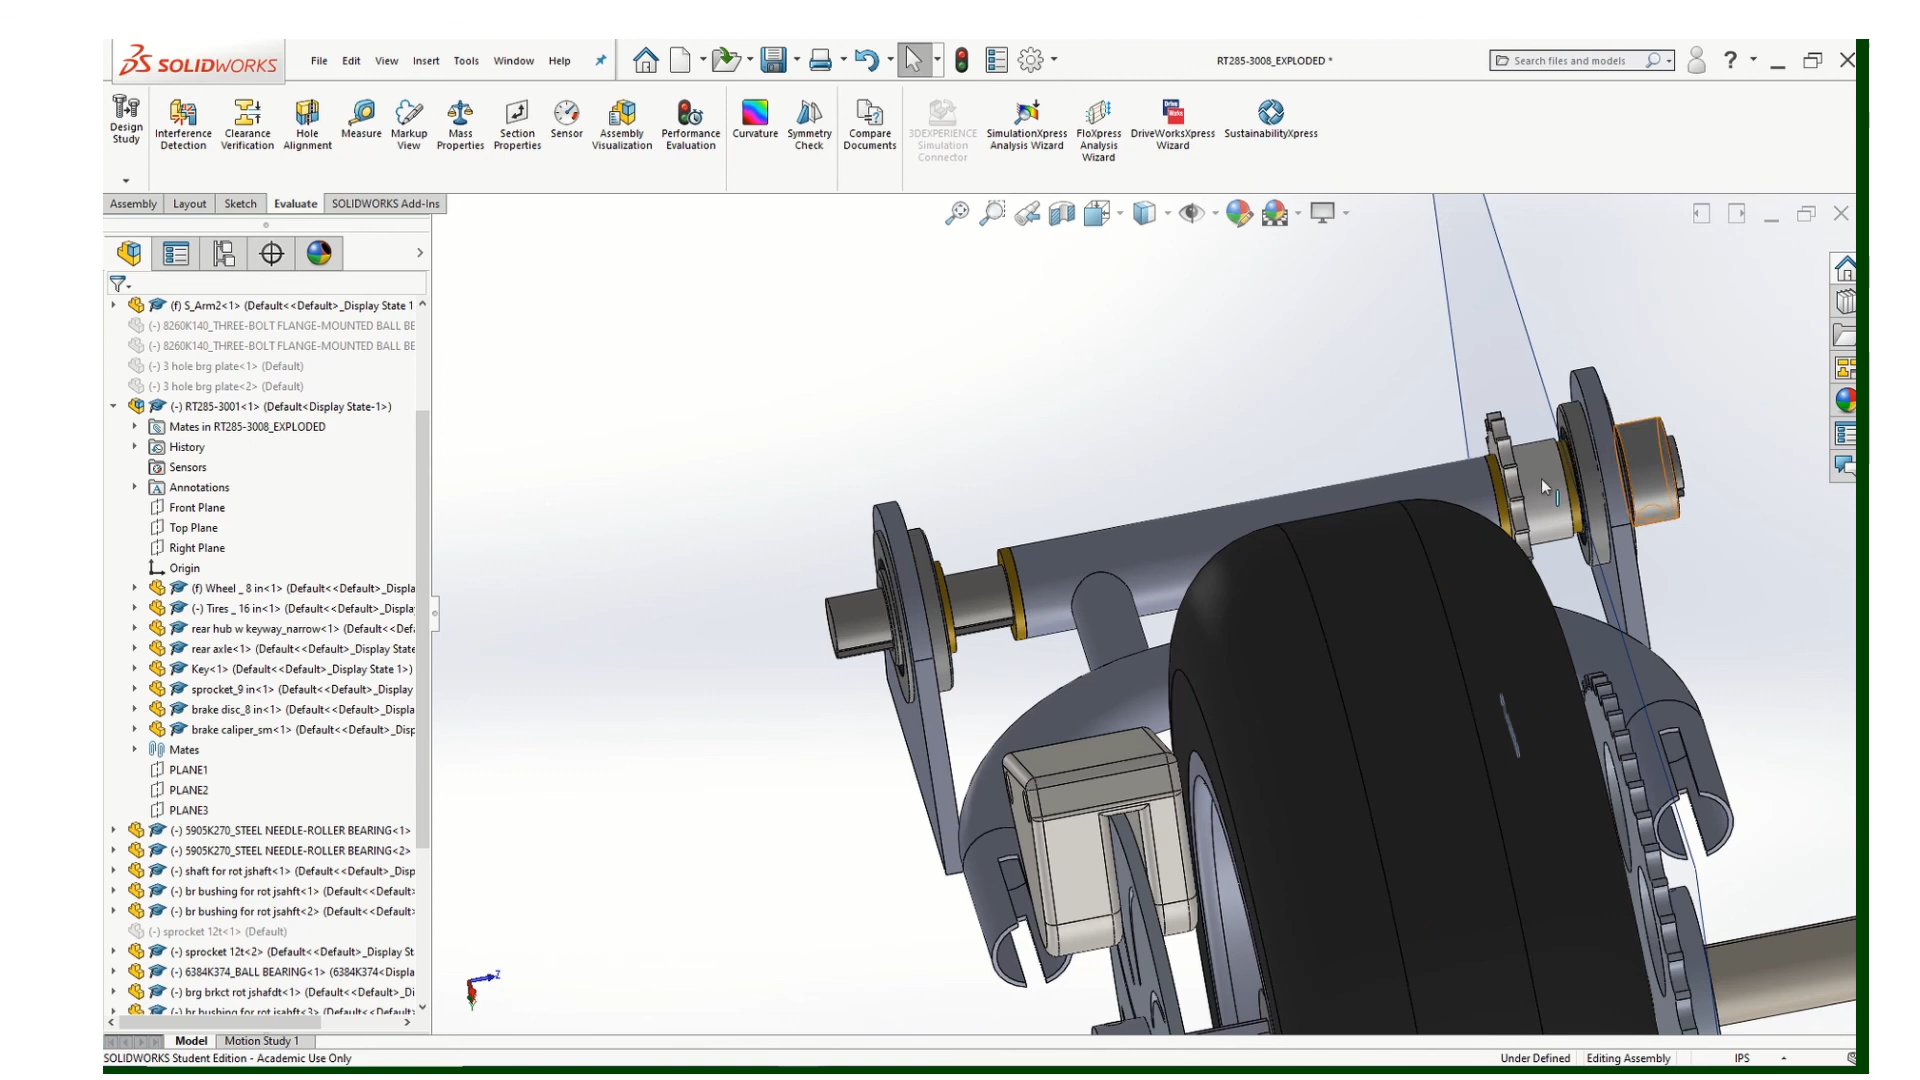 SOLIDWORKS File Edit View Insert Tools Window Help RT285-3008_EXPLODED * Search files and models ?
Design Study
Interference Detection
Clearance Verification
Hole Alignment
Measure
Markup View
Mass Properties
Section Properties
Sensor
Assembly Visualization
Performance Evaluation
Curvature
Symmetry Check
Compare Documents
3DEXPERIENCE Simulation Connector
SimulationXpress Analysis Wizard
FloXpress Analysis Wizard
DriveWorksXpress Wizard
SustainabilityXpress
Assembly Layout Sketch Evaluate SOLIDWORKS Add-Ins
(f) S_Arm2<1> (Default<<Default>_Display State 1
(-) 8260K140_THREE-BOLT FLANGE-MOUNTED BALL BE
(-) 8260K140_THREE-BOLT FLANGE-MOUNTED BALL BE
(-) 3 hole brg plate<1> (Default)
(-) 3 hole brg plate<2> (Default)
(-) RT285-3001<1> (Default<Display State-1>)
Mates in RT285-3008_EXPLODED
History
Sensors
Annotations
Front Plane
Top Plane
Right Plane
Origin
(f) Wheel _ 8 in<1> (Default<<Default>_Displa
(-) Tires _ 16 in<1> (Default<<Default>_Displa
rear hub w keyway_narrow<1> (Default<<Def
rear axle<1> (Default<<Default>_Display State
Key<1> (Default<<Default>_Display State 1>)
sprocket_9 in<1> (Default<<Default>_Display
brake disc_8 in<1> (Default<<Default>_Displa
brake caliper_sm<1> (Default<<Default>_Disp
Mates
PLANE1
PLANE2
PLANE3
(-) 5905K270_STEEL NEEDLE-ROLLER BEARING<1>
(-) 5905K270_STEEL NEEDLE-ROLLER BEARING<2>
(-) shaft for rot jshaft<1> (Default<<Default>_Disp
(-) br bushing for rot jsahft<1> (Default<<Default>
(-) br bushing for rot jsahft<2> (Default<<Default>
(-) sprocket 12t<1> (Default)
(-) sprocket 12t<2> (Default<<Default>_Display St
(-) 6384K374_BALL BEARING<1> (6384K374<Displa
(-) brg brkct rot jshafdt<1> (Default<<Default>_Di
(-) br bushing for rot jsahft<3> (Default<<Default>
Z
Model Motion Study 1
SOLIDWORKS Student Edition - Academic Use Only Under Defined Editing Assembly IPS